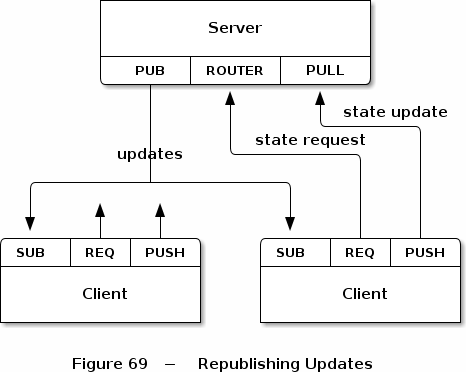 Server
PUB ROUTER PULL
state update
state request
updates
SUB REQ PUSH SUB REQ PUSH
Client Client
Figure 69 – Republishing Updates